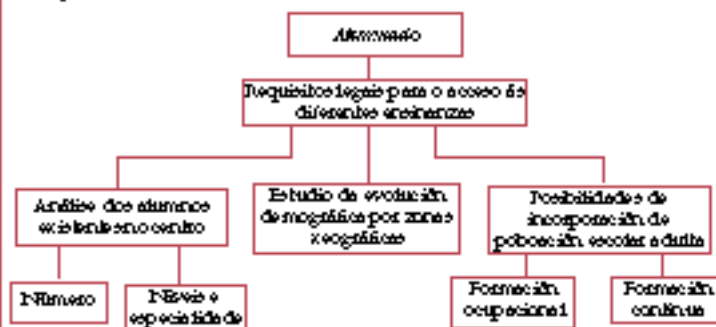 Alumnado
Requisitos legais para o acceso ás
diferentes ensinanzas
Análise dos alumnos
existentes no centro
Estudio da evolución
demográfica por zonas
xeográficas
Posibilidades de
incorporación de
poboación escolar adulta
Número
Niveis e
especialidade
Formación
ocupacional
Formación
continua